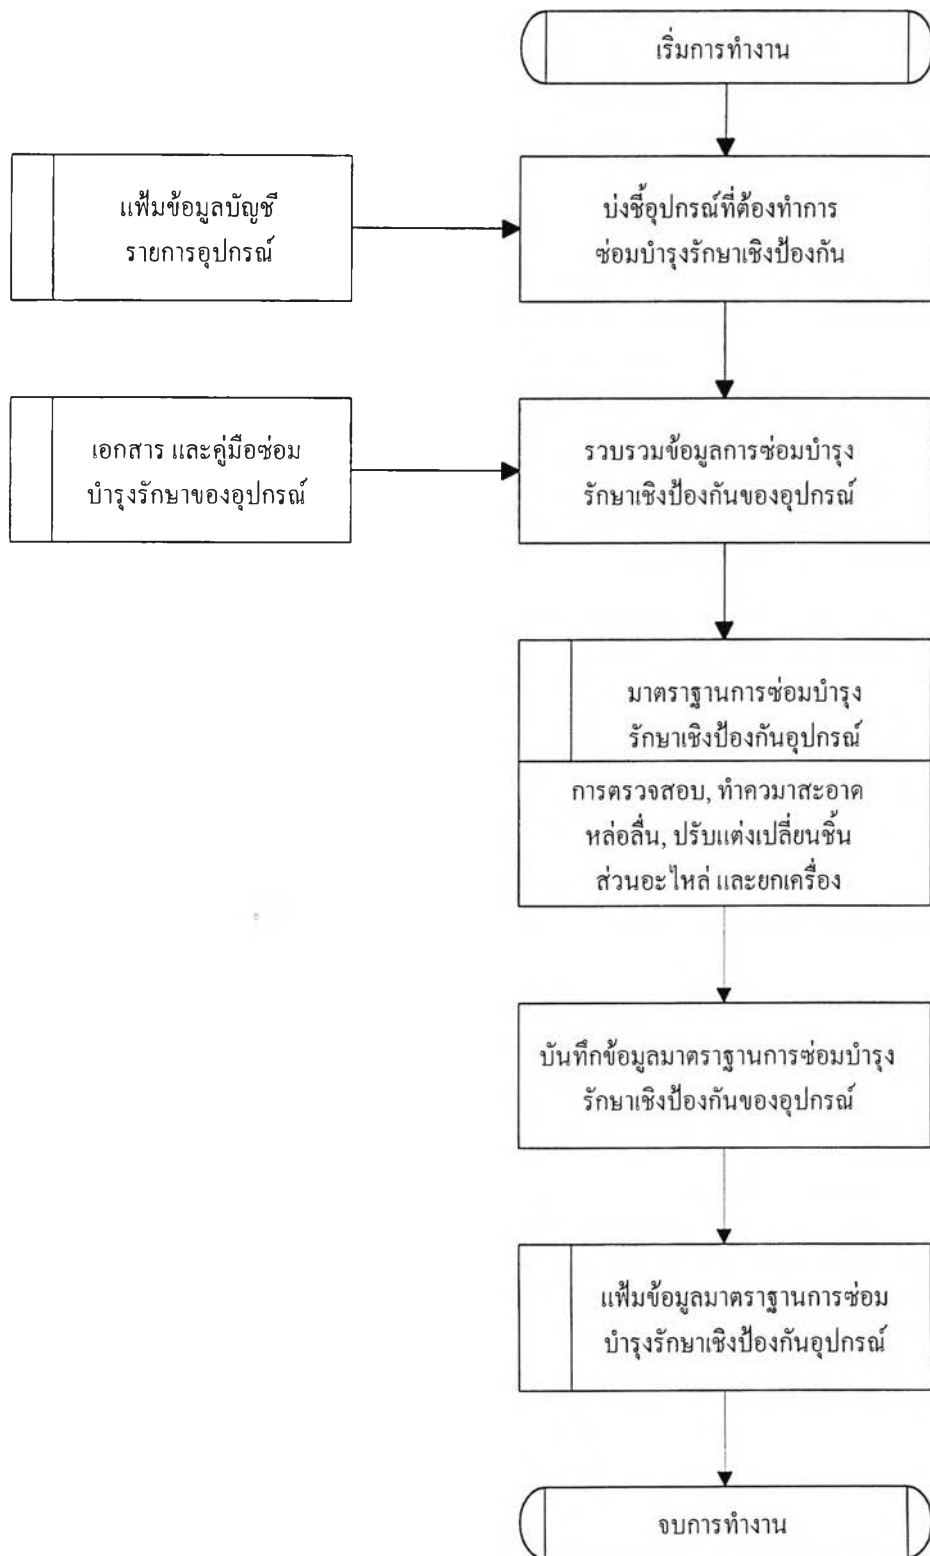 เริ่มการทำงาน
แฟ้มข้อมูลบัญชี
รายการอุปกรณ์
บ่งชี้อุปกรณ์ที่ต้องทำการ
ซ่อมบำรุงรักษาเชิงป้องกัน
เอกสาร และคู่มือซ่อม
บำรุงรักษาของอุปกรณ์
รวบรวมข้อมูลการซ่อมบำรุง
รักษาเชิงป้องกันของอุปกรณ์
มาตราฐานการซ่อมบำรุง
รักษาเชิงป้องกันอุปกรณ์
การตรวจสอบ, ทำควมาสะอาด
หล่อลื่น, ปรับแต่งเปลี่ยนชิ้น
ส่วนอะไหล่ และยกเครื่อง
บันทึกข้อมูลมาตราฐานการซ่อมบำรุง
รักษาเชิงป้องกันของอุปกรณ์
แฟ้มข้อมูลมาตราฐานการซ่อม
บำรุงรักษาเชิงป้องกันอุปกรณ์
จบการทำงาน